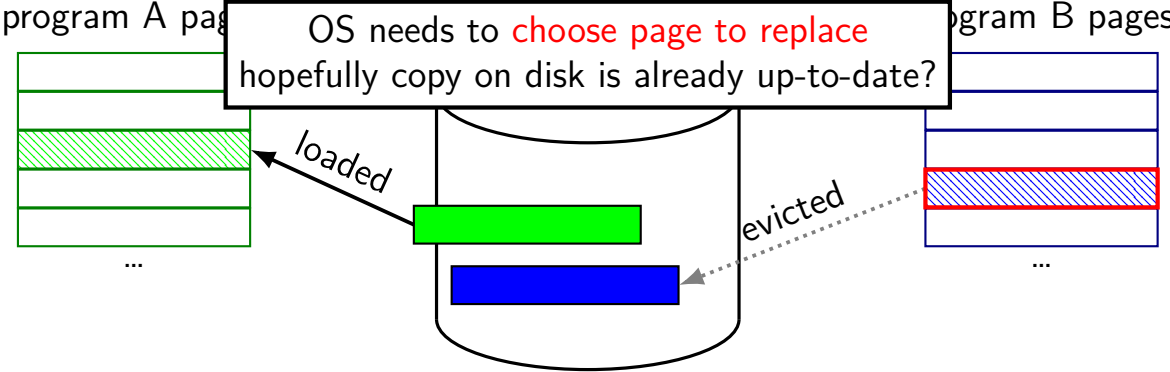 program A pag
OS needs to choose page to replace
hopefully copy on disk is already up-to-date?
ogram B pages
loaded
evicted
...
...